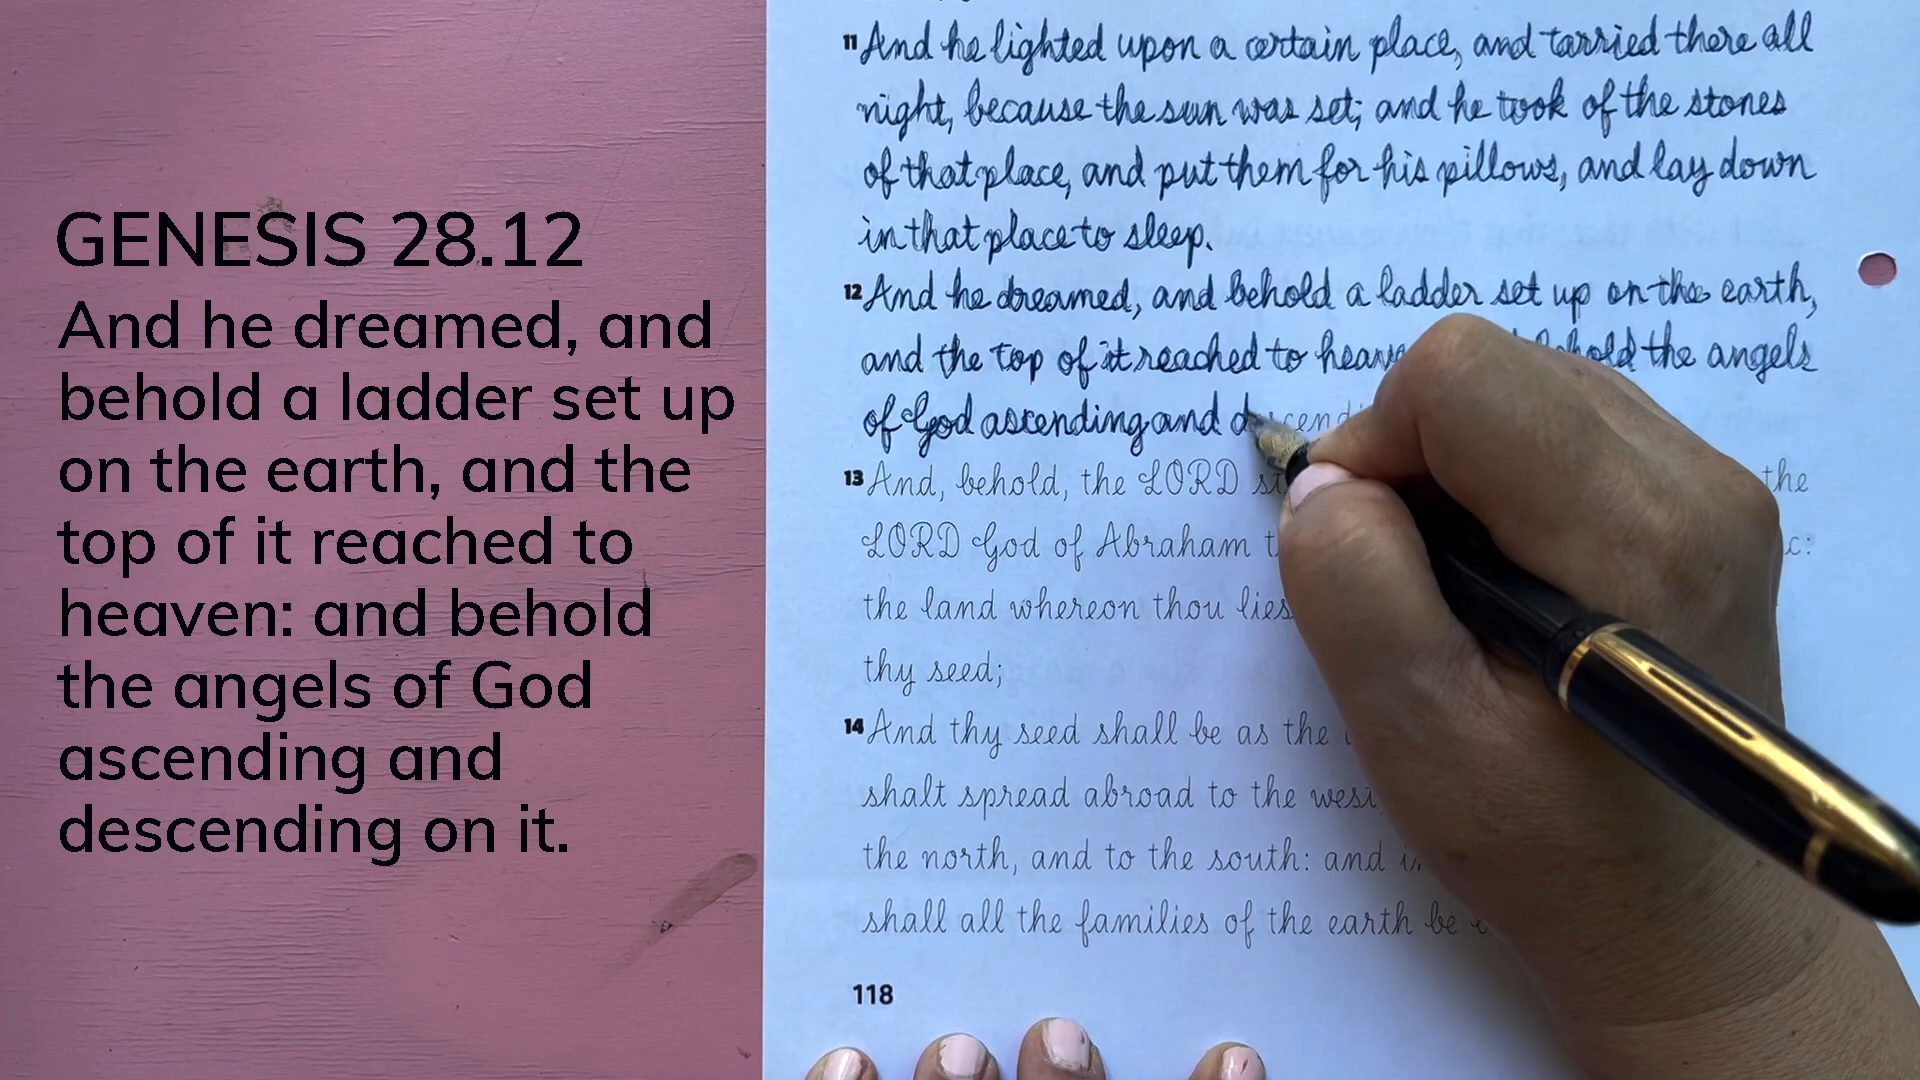 GENESIS 28.12
And he dreamed, and
behold a ladder set up
on the earth, and the
top of it reached to
heaven: and behold
the angels of God
ascending and
descending on it.
11 And he lighted upon a certain place, and tarried there all
night, because the sun was set; and he took of the stones
of that place, and put them for his pillows, and lay down
in that place to sleep.
12 And he dreamed, and behold a ladder set up on the earth,
and the top of it reached to behold the angels
of God ascending and
13 And, behold, the LORD the
LORD God of Abraham
the land whereon thou
thy seed;
14 And thy seed shall be as the
shalt spread abroad to the west
the north, and to the south: and
shall all the families of the earth be
118